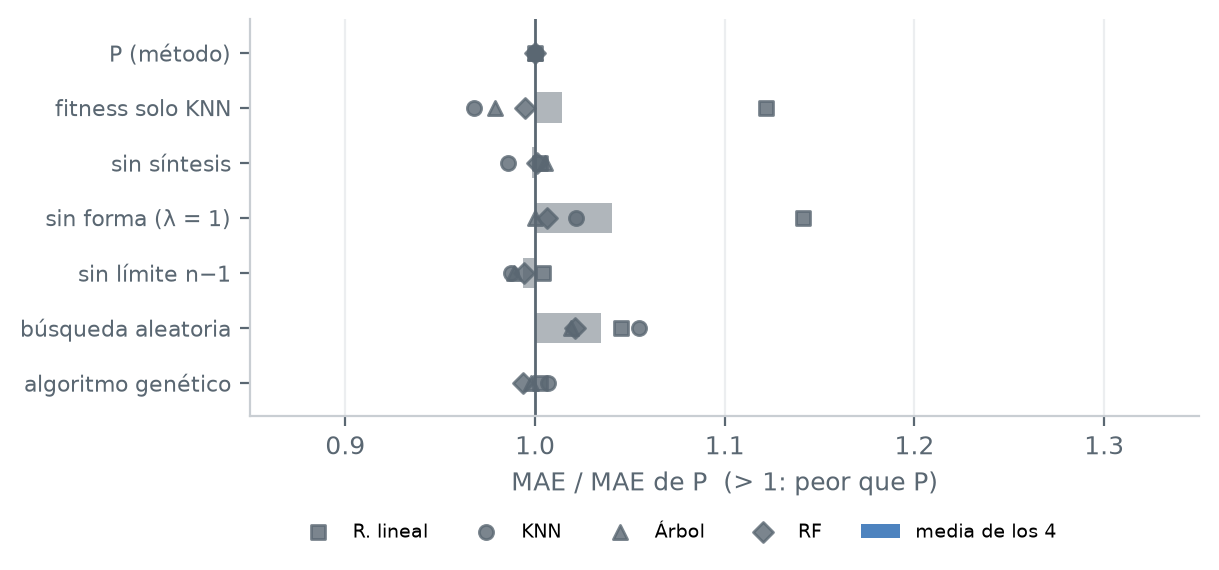 P (método)
fitness solo KNN
sin síntesis
sin forma (λ = 1)
sin límite n−1
búsqueda aleatoria
algoritmo genético
0.9 1.0 1.1 1.2 1.3
MAE / MAE de P (> 1: peor que P)
R. lineal KNN Árbol RF media de los 4